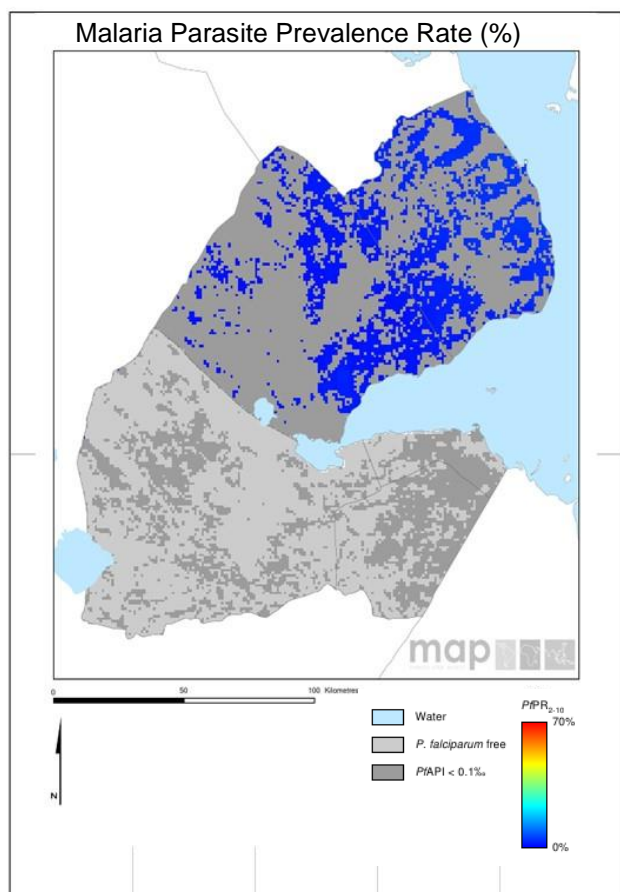 Malaria Parasite Prevalence Rate (%)
map
0 50 100 Kilometres
Water
P. falciparum free
PfAPI < 0.1‰
PfPR2-10
70%
0%
N